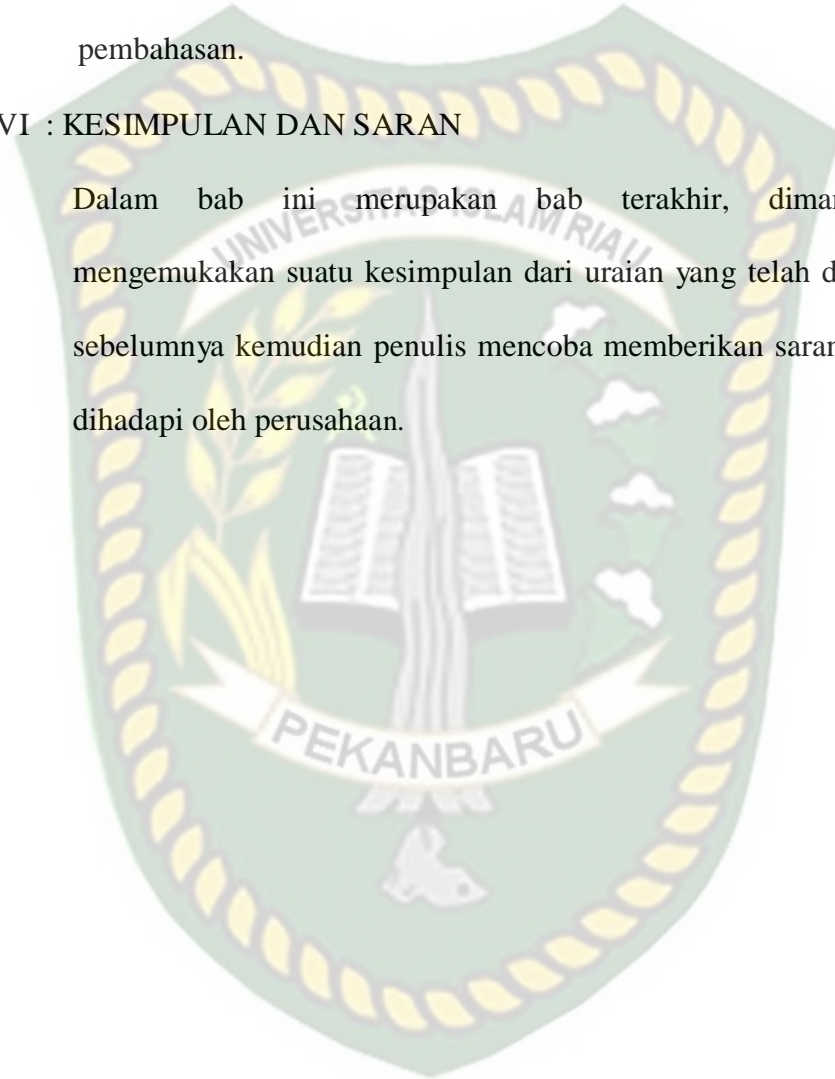 pembahasan.
VI : KESIMPULAN DAN SARAN
UNIVERSITAS ISLAM RIAU
Dalam bab ini merupakan bab terakhir,
mengemukakan suatu kesimpulan dari uraian yang telah
sebelumnya kemudian penulis mencoba memberikan saran
dihadapi oleh perusahaan.
PEKANBARU